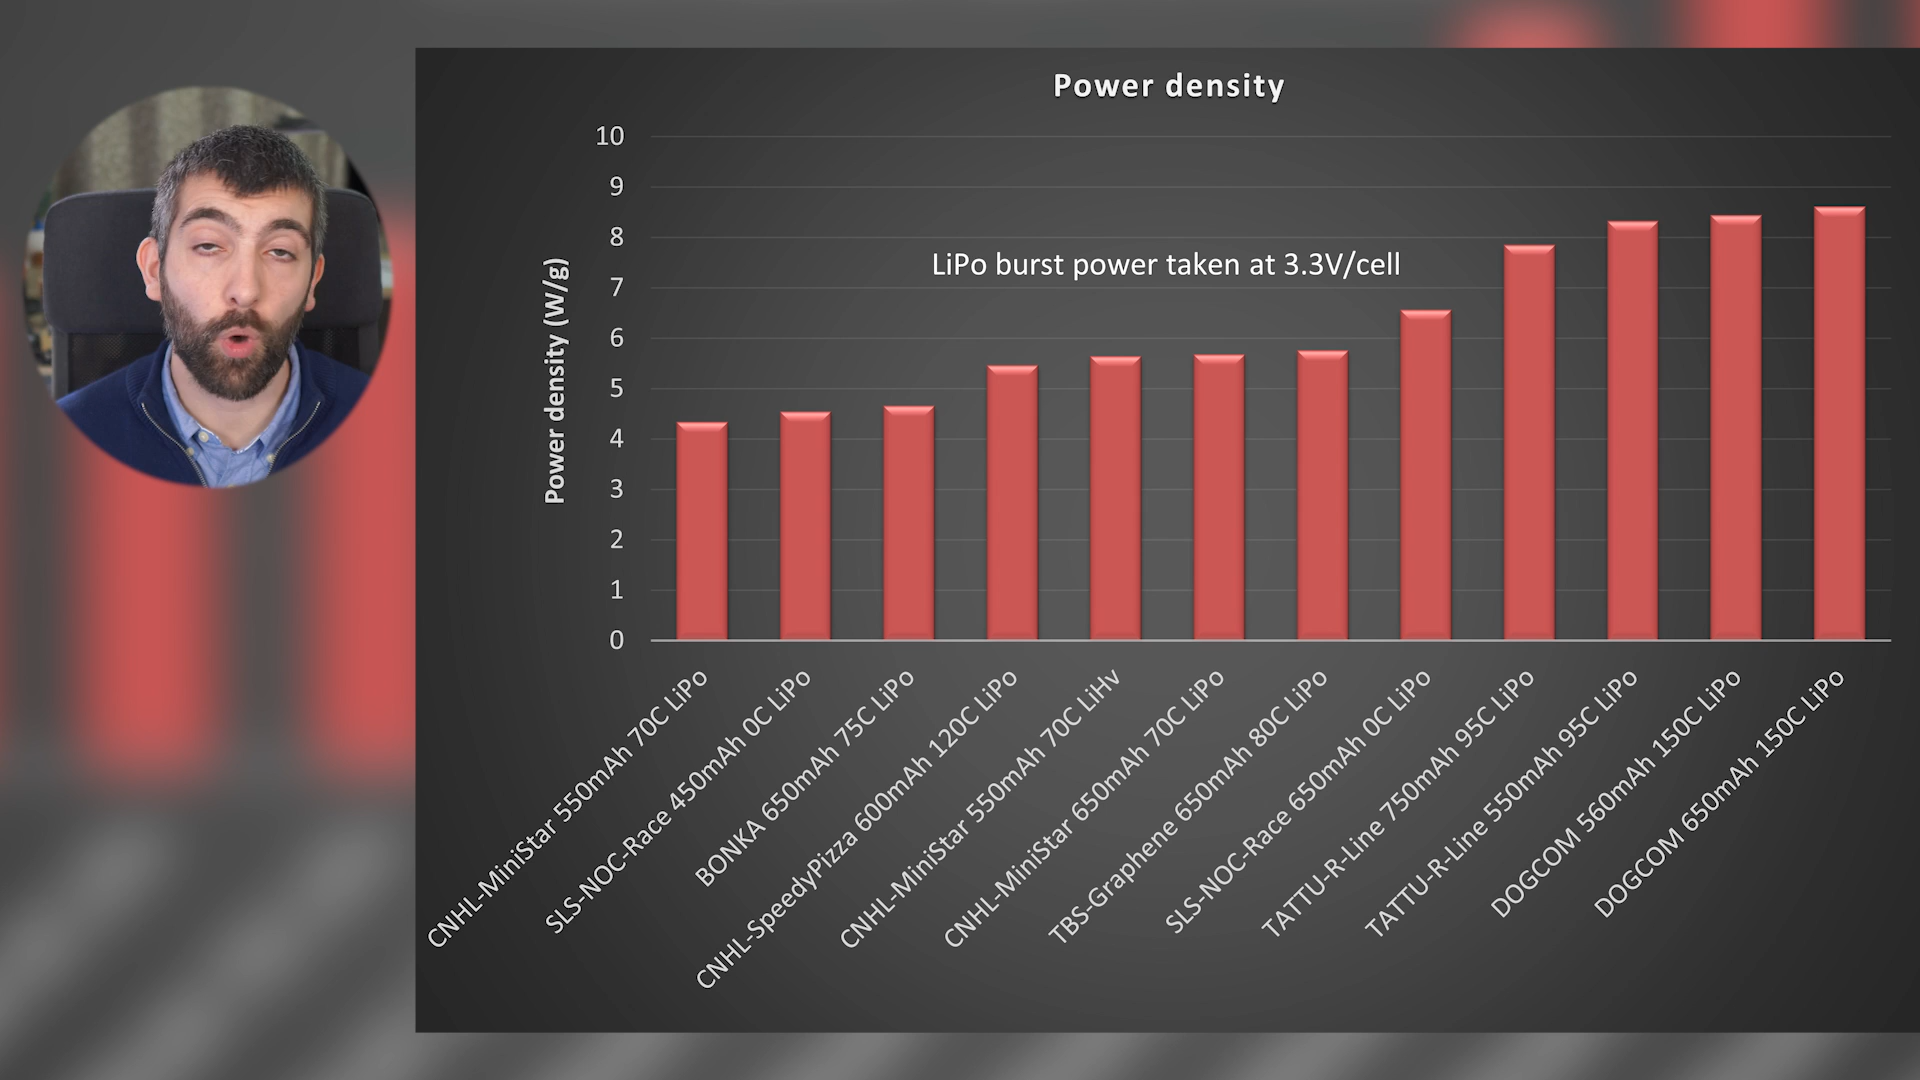 Power density
10
9
8
7
6
5
4
3
2
1
0
Power density (W/g)
LiPo burst power taken at 3.3V/cell
CNHL-MiniStar 550mAh 70C LiPo
SLS-NOC-Race 450mAh 0C LiPo
BONKA 650mAh 75C LiPo
CNHL-SpeedyPizza 600mAh 120C LiPo
CNHL-MiniStar 550mAh 70C LiHv
CNHL-MiniStar 650mAh 70C LiPo
TBS-Graphene 650mAh 80C LiPo
SLS-NOC-Race 650mAh 0C LiPo
TATTU-R-Line 750mAh 95C LiPo
TATTU-R-Line 550mAh 95C LiPo
DOGCOM 560mAh 150C LiPo
DOGCOM 650mAh 150C LiPo